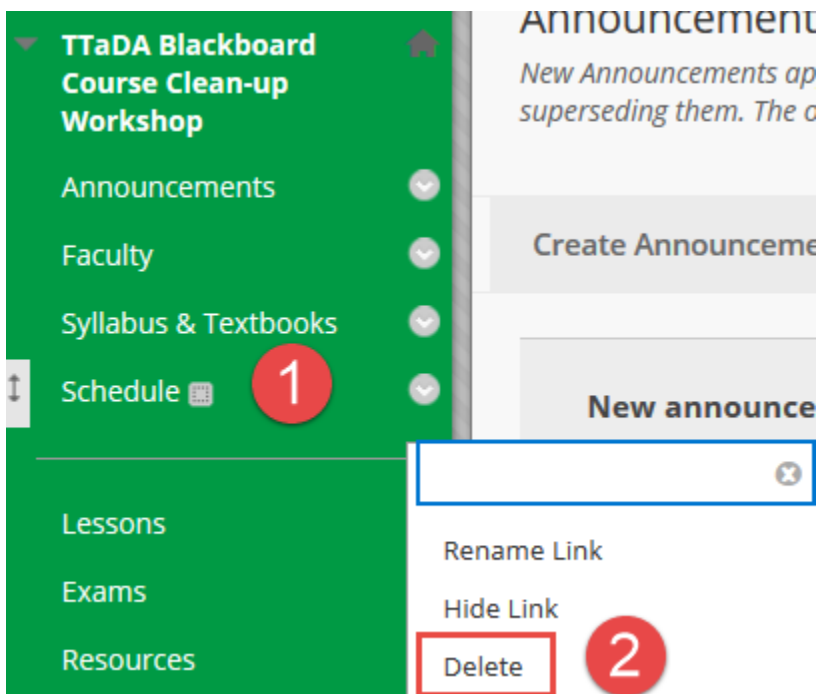 TTaDA Blackboard
Course Clean-up
Workshop
Announcements
Faculty
Syllabus & Textbooks
Schedule
1
Lessons
Exams
Resources
Announcement
New Announcements ap
superseding them. The o
Create Announceme
New announce
Rename Link
Hide Link
Delete
2